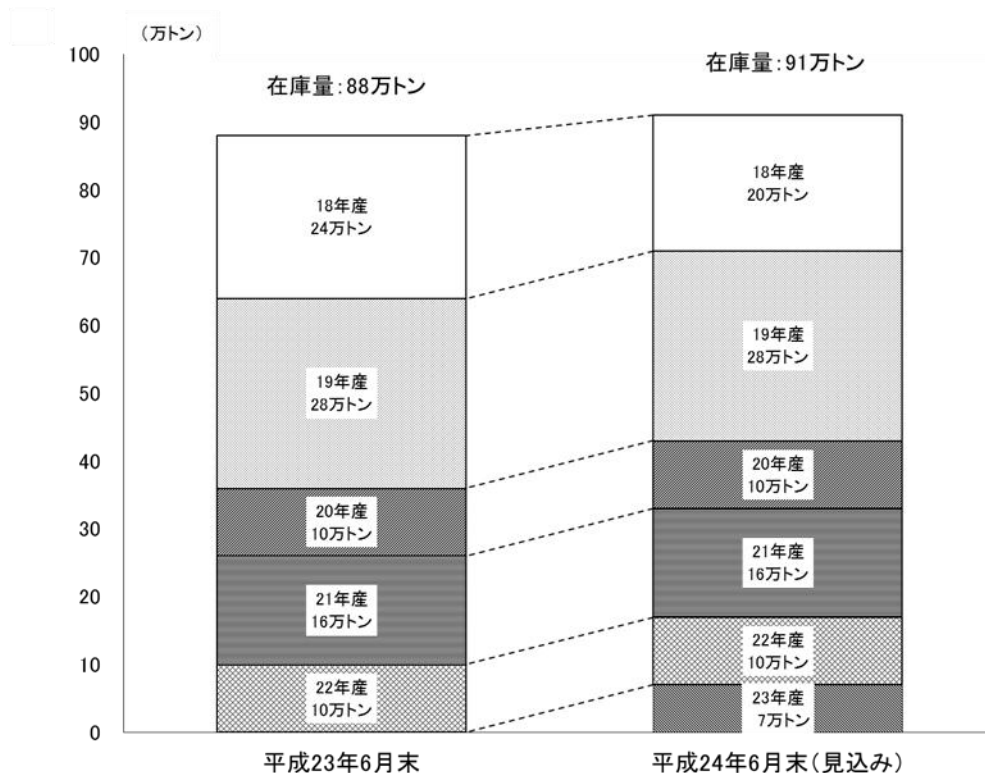 （万トン）
100
90
80
70
60
50
40
30
20
10
0
在庫量：88万トン
18年産
24万トン
19年産
28万トン
20年産
10万トン
21年産
16万トン
22年産
10万トン
在庫量：91万トン
18年産
20万トン
19年産
28万トン
20年産
10万トン
21年産
16万トン
22年産
10万トン
23年産
7万トン
平成23年6月末
平成24年6月末（見込み）